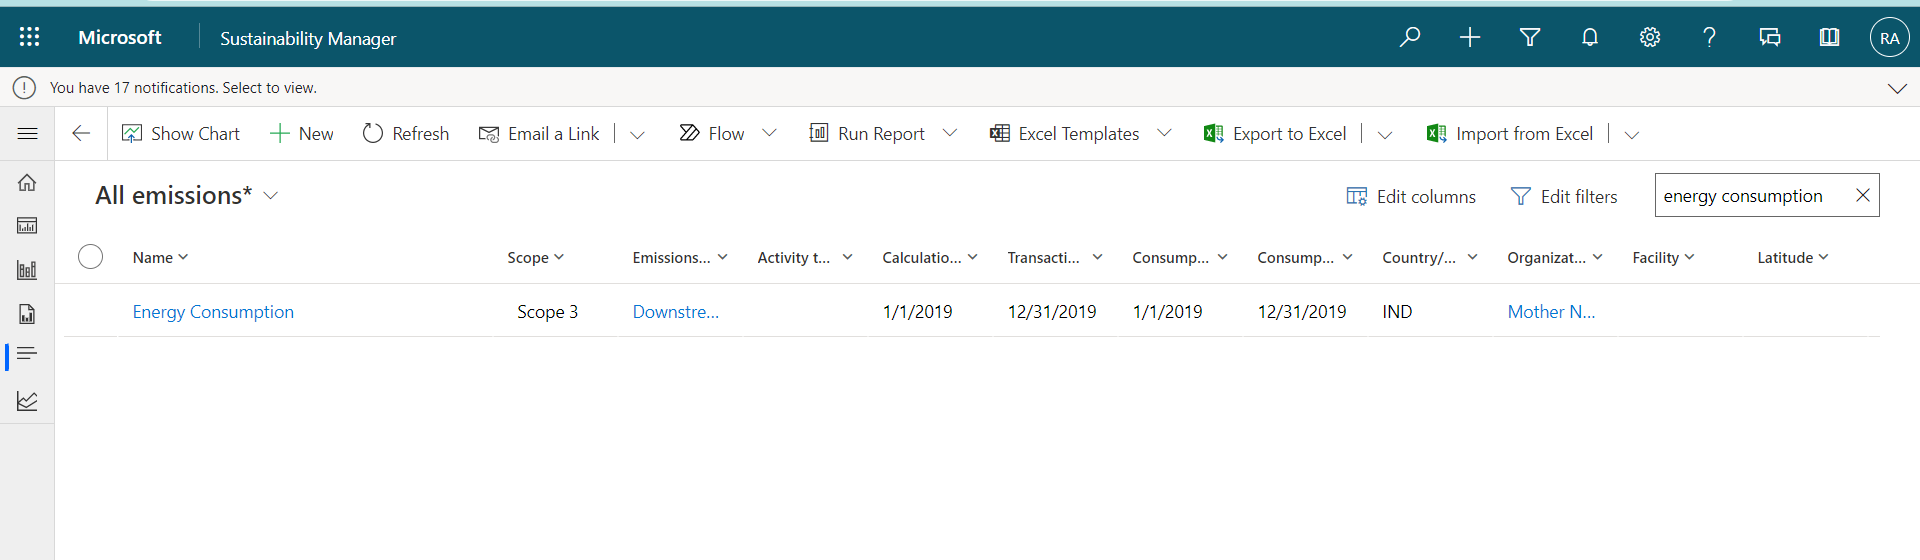 Microsoft Sustainability Manager RA
You have 17 notifications. Select to view.
Show Chart New Refresh Email a Link Flow Run Report Excel Templates Export to Excel Import from Excel
All emissions* Edit columns Edit filters energy consumption
Name Scope Emissions... Activity t... Calculatio... Transacti... Consump... Consump... Country/... Organizat... Facility Latitude
Energy Consumption Scope 3 Downstre... 1/1/2019 12/31/2019 1/1/2019 12/31/2019 IND Mother N...